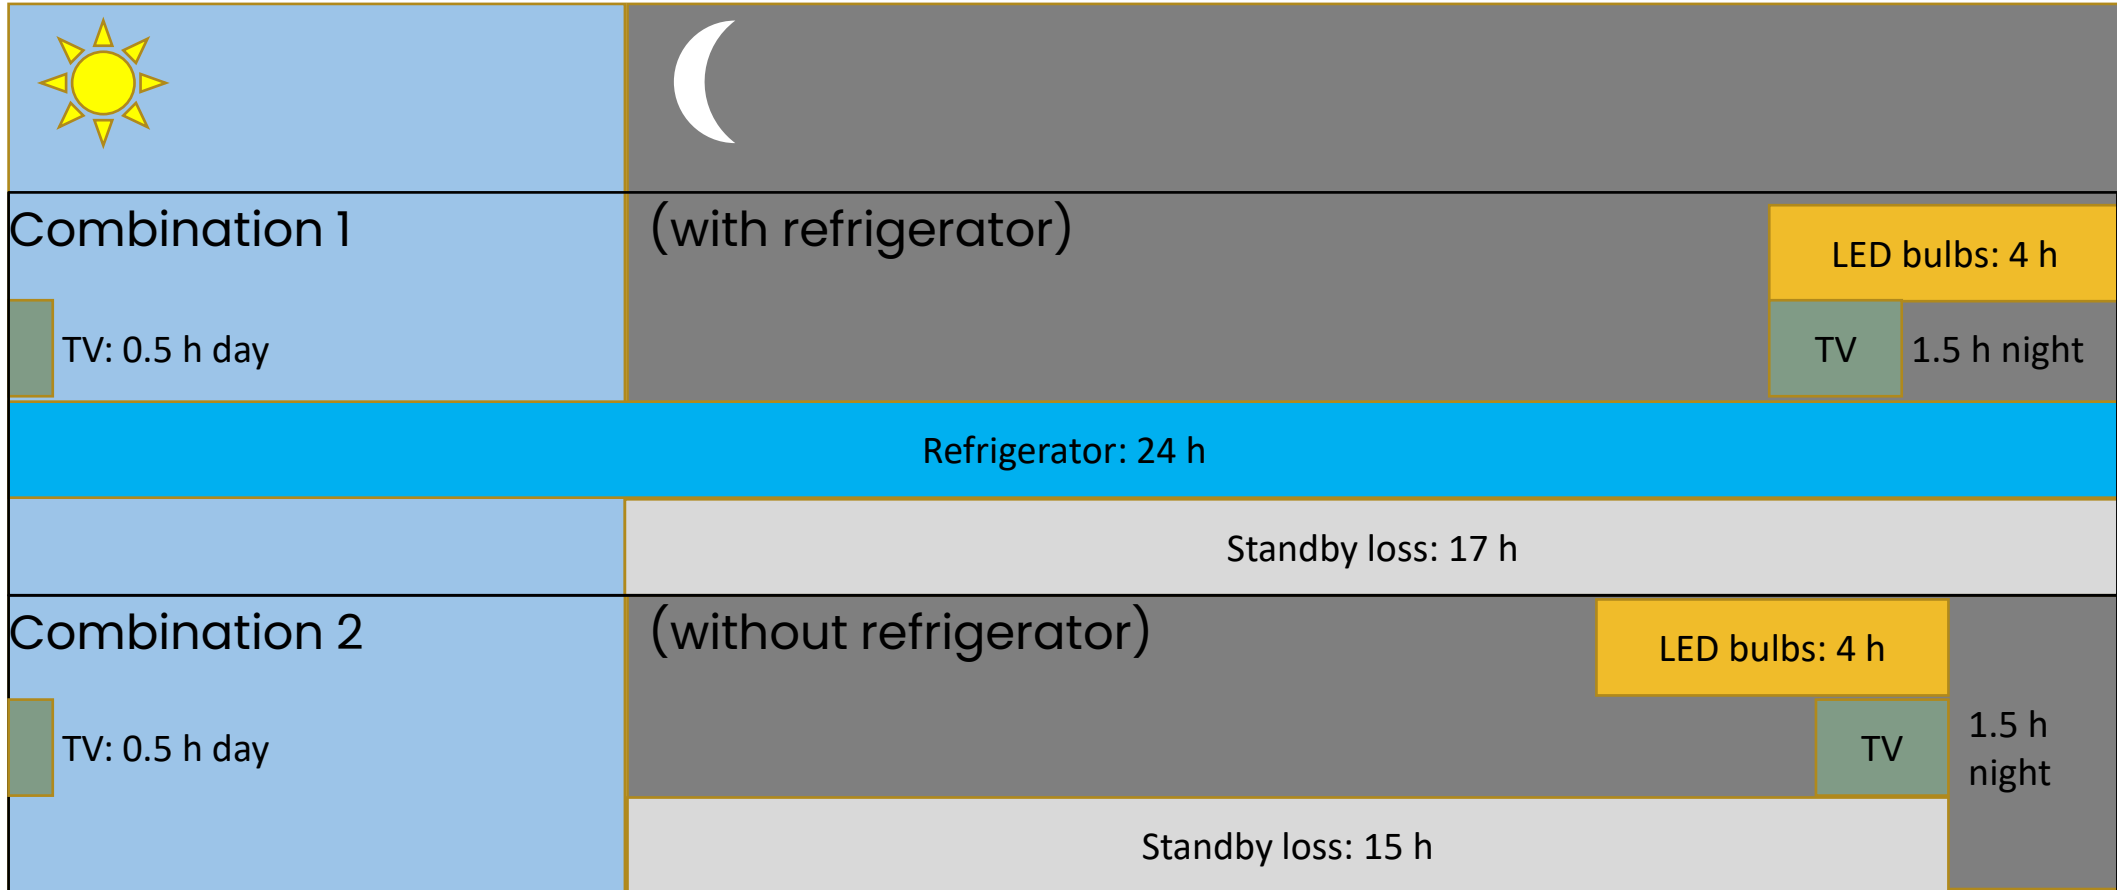 Combination 1
(with refrigerator)
LED bulbs: 4 h
TV: 0.5 h day
TV
1.5 h night
Refrigerator: 24 h
Standby loss: 17 h
Combination 2
(without refrigerator)
LED bulbs: 4 h
TV: 0.5 h day
TV
1.5 h
night
Standby loss: 15 h